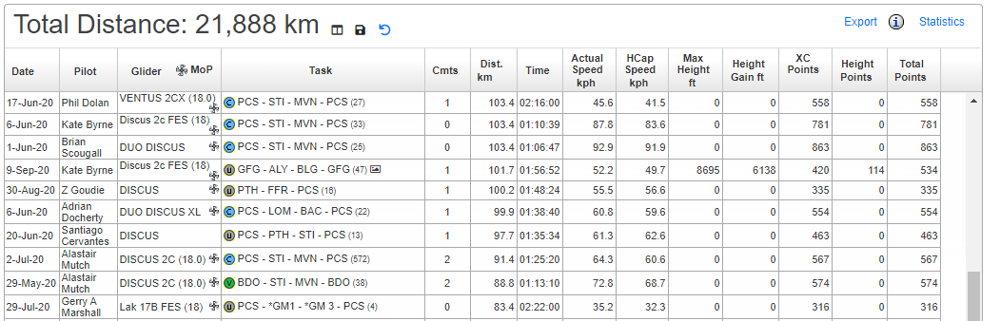 Total Distance: 21,888 km
Export i Statistics
Date Pilot Glider MoP Task Cmts Dist. km Time Actual Speed kph HCap Speed kph Max Height ft Height Gain ft XC Points Height Points Total Points
17-Jun-20 Phil Dolan VENTUS 2CX (18.0) C PCS - STI - MVN - PCS (27) 1 103.4 02:16:00 45.6 41.5 0 0 558 0 558
6-Jun-20 Kate Byrne Discus 2c FES (18) C PCS - STI - MVN - PCS (33) 0 103.4 01:10:39 87.8 83.6 0 0 781 0 781
1-Jun-20 Brian Scougall DUO DISCUS C PCS - STI - MVN - PCS (25) 0 103.4 01:06:47 92.9 91.9 0 0 863 0 863
9-Sep-20 Kate Byrne Discus 2c FES (18) U GFG - ALY - BLG - GFG (47) 1 101.7 01:56:52 52.2 49.7 8695 6138 420 114 534
30-Aug-20 Z Goudie DISCUS U PTH - FFR - PCS (16) 1 100.2 01:48:24 55.5 56.6 0 0 335 0 335
6-Jun-20 Adrian Docherty DUO DISCUS XL C PCS - LOM - BAC - PCS (22) 1 99.9 01:38:40 60.8 59.6 0 0 554 0 554
20-Jun-20 Santiago Cervantes DISCUS U PCS - PTH - STI - PCS (13) 1 97.7 01:35:34 61.3 62.6 0 0 463 0 463
2-Jul-20 Alastair Mutch DISCUS 2C (18.0) C PCS - STI - MVN - PCS (572) 2 91.4 01:25:20 64.3 60.6 0 0 567 0 567
29-May-20 Alastair Mutch DISCUS 2C (18.0) V BDO - STI - MVN - BDO (38) 2 88.8 01:13:10 72.8 68.7 0 0 574 0 574
29-Jul-20 Gerry A Marshall Lak 17B FES (18) U PCS - *GM1 - *GM 3 - PCS (4) 0 83.4 02:22:00 35.2 32.3 0 0 316 0 316